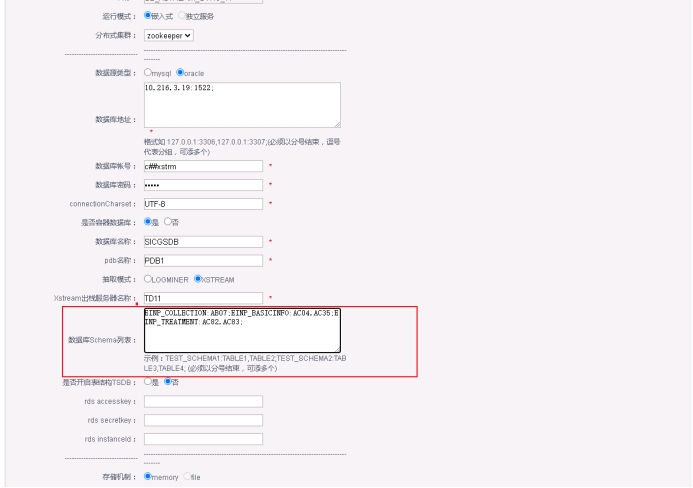 运行模式： 嵌入式 独立服务
分布式集群： zookeeper
数据源类型： mysql oracle
10.216.3.19:1522;
数据库地址：
*
格式如 127.0.0.1:3306,127.0.0.1:3307;(必须以分号结束，逗号
代表分组，可添多个)
数据库帐号： c##xstrm *
数据库密码： ••••• *
connectionCharset： UTF-8 *
是否容器数据库： 是 否
数据库名称： SICGSDB *
pdb名称： PDB1 *
抽取模式： LOGMINER XSTREAM
Xstream出栈服务器名称： TD11 *
EINP_COLLECTION:AB07;EINP_BASICINFO:AC04,AC35;E
INP_TREATMENT:AC82,AC83;
数据库Schema列表：
示例：TEST_SCHEMA1:TABLE1,TABLE2;TEST_SCHEMA2:TAB
LE3,TABLE4; (必须以分号结束，可添多个)
是否开启表结构TSDB： 是 否
rds accesskey：
rds secretkey：
rds instanceId：
存储机制： memory file